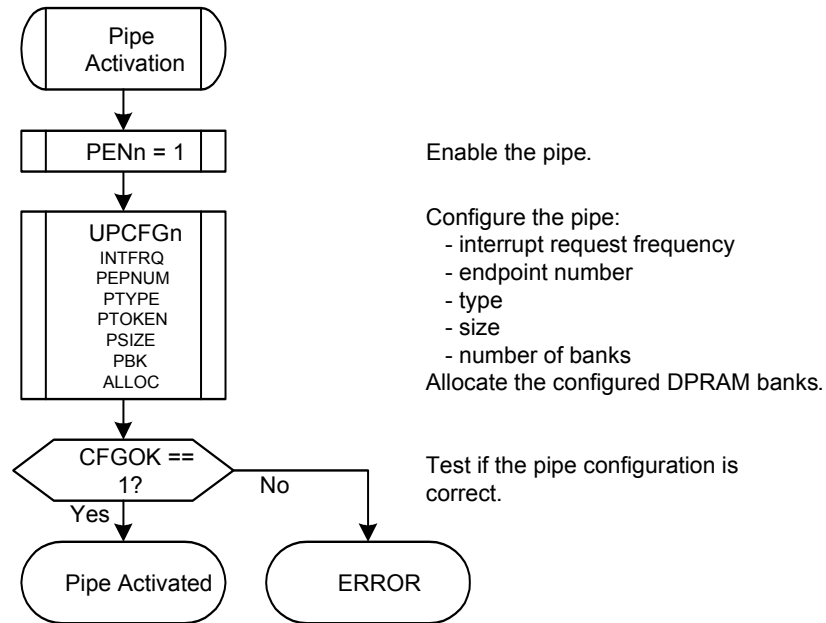 Pipe
Activation
PENn = 1
Enable the pipe.
UPCFGn
INTFRQ
PEPNUM
PTYPE
PTOKEN
PSIZE
PBK
ALLOC
Configure the pipe:
- interrupt request frequency
- endpoint number
- type
- size
- number of banks
Allocate the configured DPRAM banks.
CFGOK ==
1?
No
Yes
Test if the pipe configuration is
correct.
Pipe Activated
ERROR